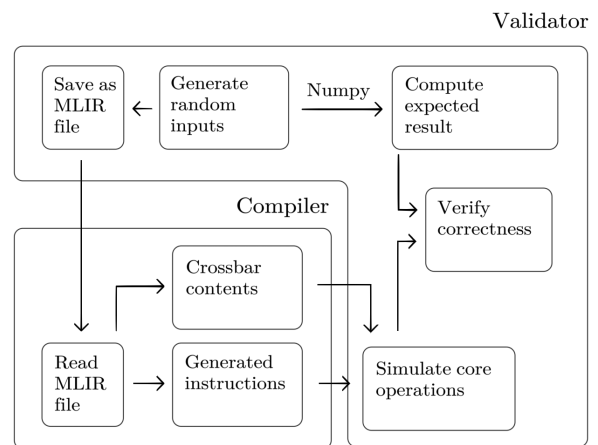 Validator
Save as
MLIR
file
Generate
random
inputs
Numpy
Compute
expected
result
Verify
correctness
Compiler
Crossbar
contents
Read
MLIR
file
Generated
instructions
Simulate core
operations